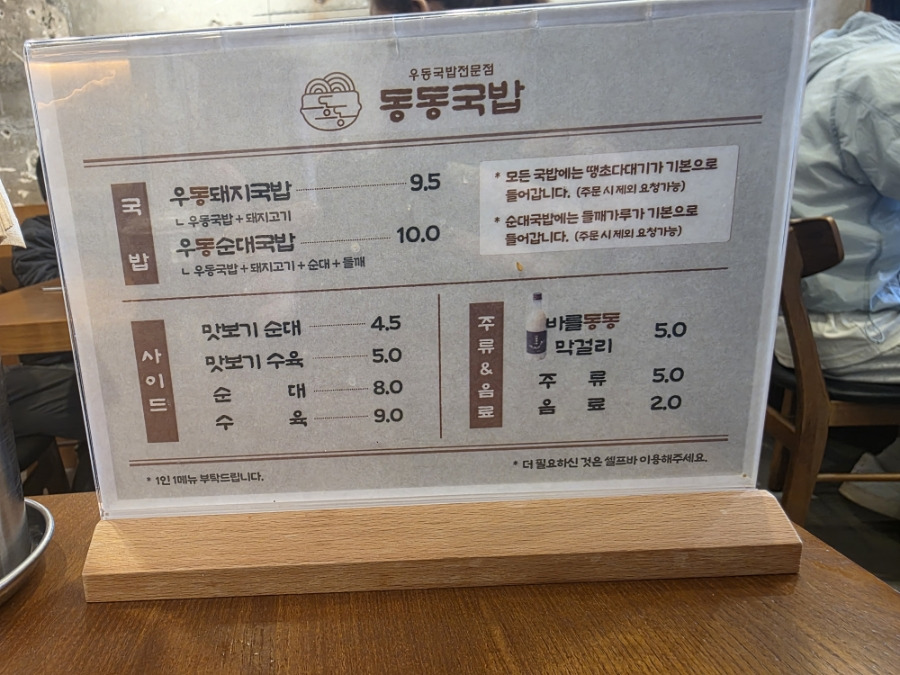 우동국밥전문점
동동국밥
국밥
우동돼지국밥 9.5
ㄴ 우동국밥 + 돼지고기
우동순대국밥 10.0
ㄴ 우동국밥 + 돼지고기 + 순대 + 들깨
* 모든 국밥에는 땡초다대기가 기본으로
들어갑니다. (주문 시 제외 요청가능)
* 순대국밥에는 들깨가루가 기본으로
들어갑니다. (주문 시 제외 요청가능)
사이드
맛보기 순대 4.5
맛보기 수육 5.0
순 대 8.0
수 육 9.0
주류&음료
바를동동
막걸리 5.0
주 류 5.0
음 료 2.0
* 1인 1메뉴 부탁드립니다.
* 더 필요하신 것은 셀프바 이용해주세요.